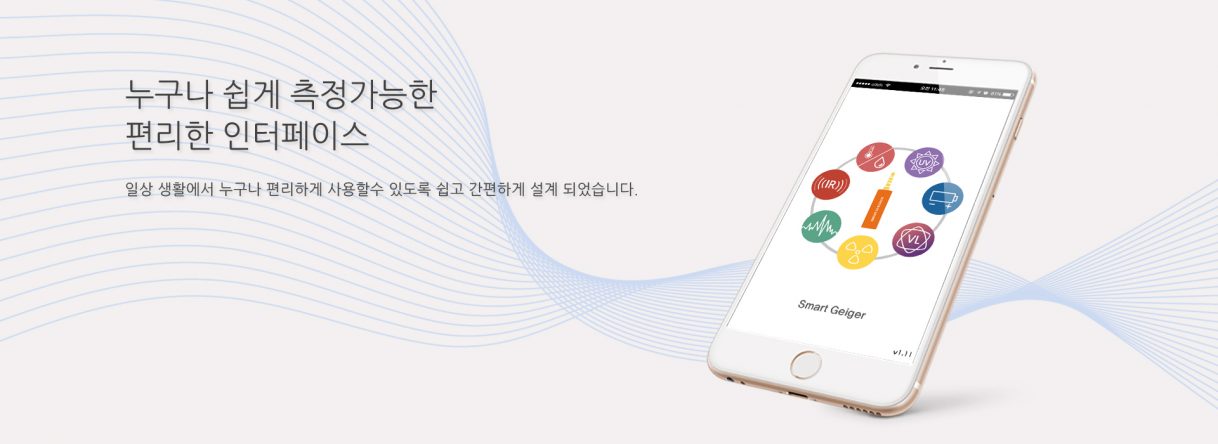 누구나 쉽게 측정가능한
편리한 인터페이스
일상 생활에서 누구나 편리하게 사용할수 있도록 쉽고 간편하게 설계 되었습니다.
UV
((IR))
VL
Smart Geiger
v1.11